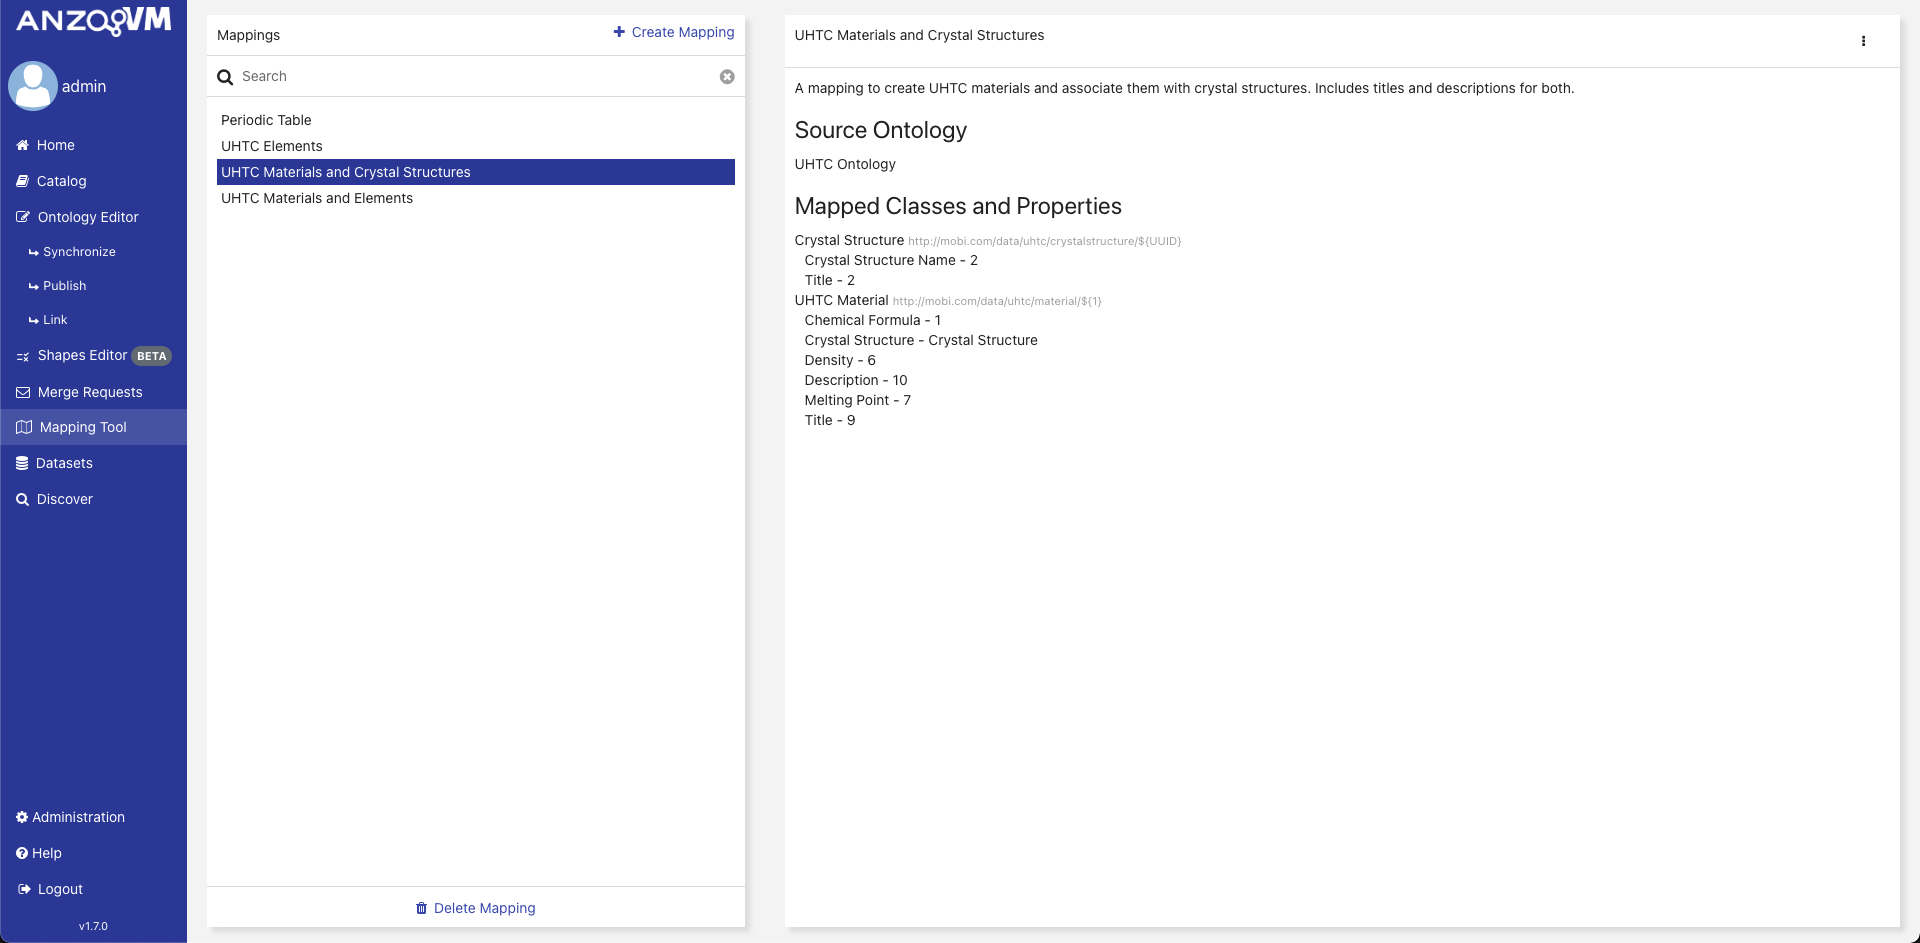 ANZOVM
admin
Home
Catalog
Ontology Editor
Synchronize
Publish
Link
Shapes Editor BETA
Merge Requests
Mapping Tool
Datasets
Discover
Administration
Help
Logout
v1.7.0
Mappings
Create Mapping
Search
Periodic Table
UHTC Elements
UHTC Materials and Crystal Structures
UHTC Materials and Elements
Delete Mapping
UHTC Materials and Crystal Structures
A mapping to create UHTC materials and associate them with crystal structures. Includes titles and descriptions for both.
Source Ontology
UHTC Ontology
Mapped Classes and Properties
Crystal Structure http://mobi.com/data/uhtc/crystalstructure/${UUID}
Crystal Structure Name - 2
Title - 2
UHTC Material http://mobi.com/data/uhtc/material/${1}
Chemical Formula - 1
Crystal Structure - Crystal Structure
Density - 6
Description - 10
Melting Point - 7
Title - 9